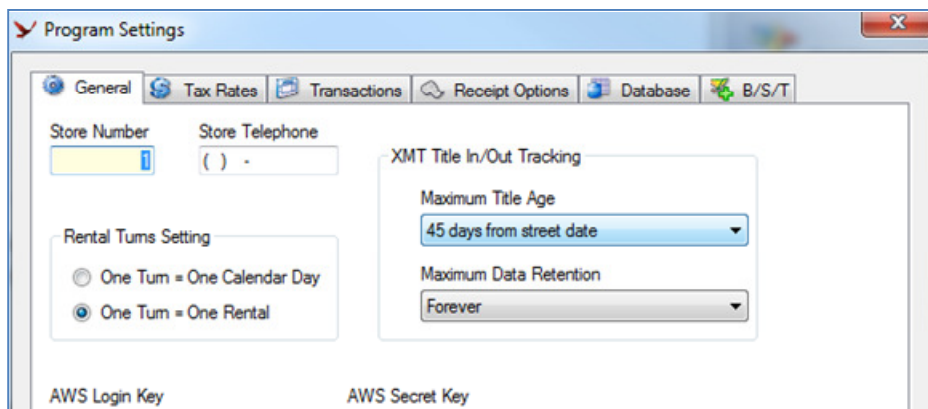 Program Settings
General Tax Rates Transactions Receipt Options Database B/S/T
Store Number Store Telephone
1 ( ) -
XMT Title In/Out Tracking
Maximum Title Age
45 days from street date
Rental Turns Setting
One Turn = One Calendar Day
One Turn = One Rental
Maximum Data Retention
Forever
AWS Login Key AWS Secret Key